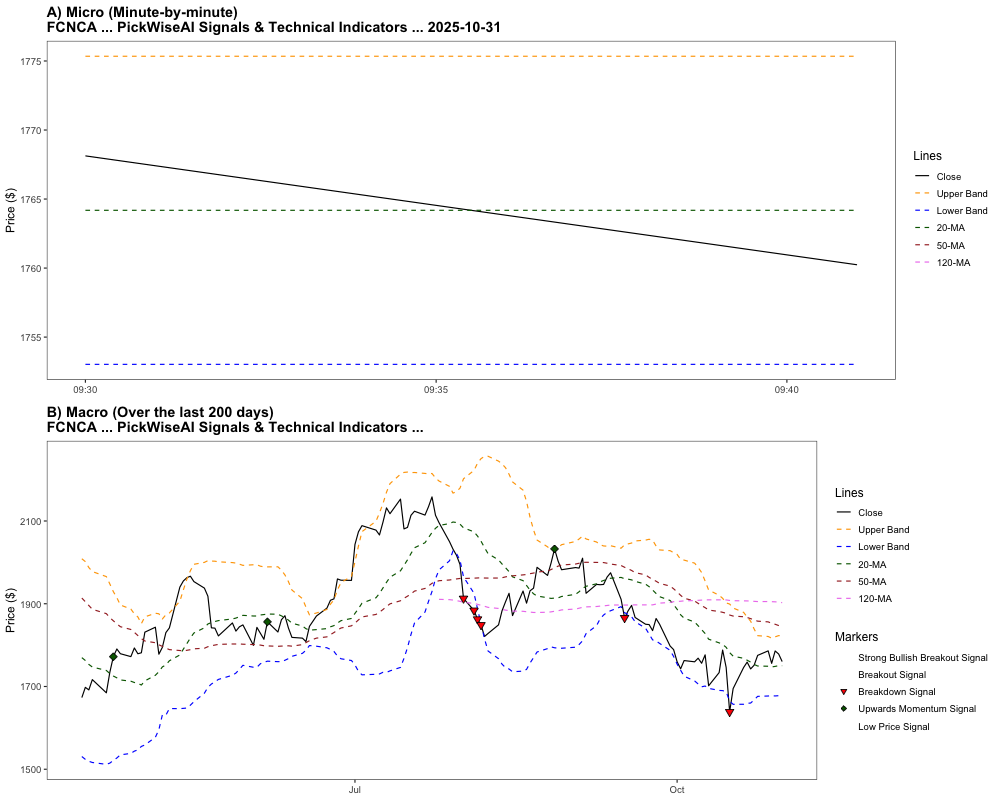 A) Micro (Minute-by-minute)
FCNCA ... PickWiseAI Signals & Technical Indicators ... 2025-10-31
Price ($)
1775
1770
1765
1760
1755
09:30
09:35
09:40
Lines
Close
Upper Band
Lower Band
20-MA
50-MA
120-MA
B) Macro (Over the last 200 days)
FCNCA ... PickWiseAI Signals & Technical Indicators ...
Price ($)
2100
1900
1700
1500
Jul
Oct
Lines
Close
Upper Band
Lower Band
20-MA
50-MA
120-MA
Markers
Strong Bullish Breakout Signal
Breakout Signal
Breakdown Signal
Upwards Momentum Signal
Low Price Signal